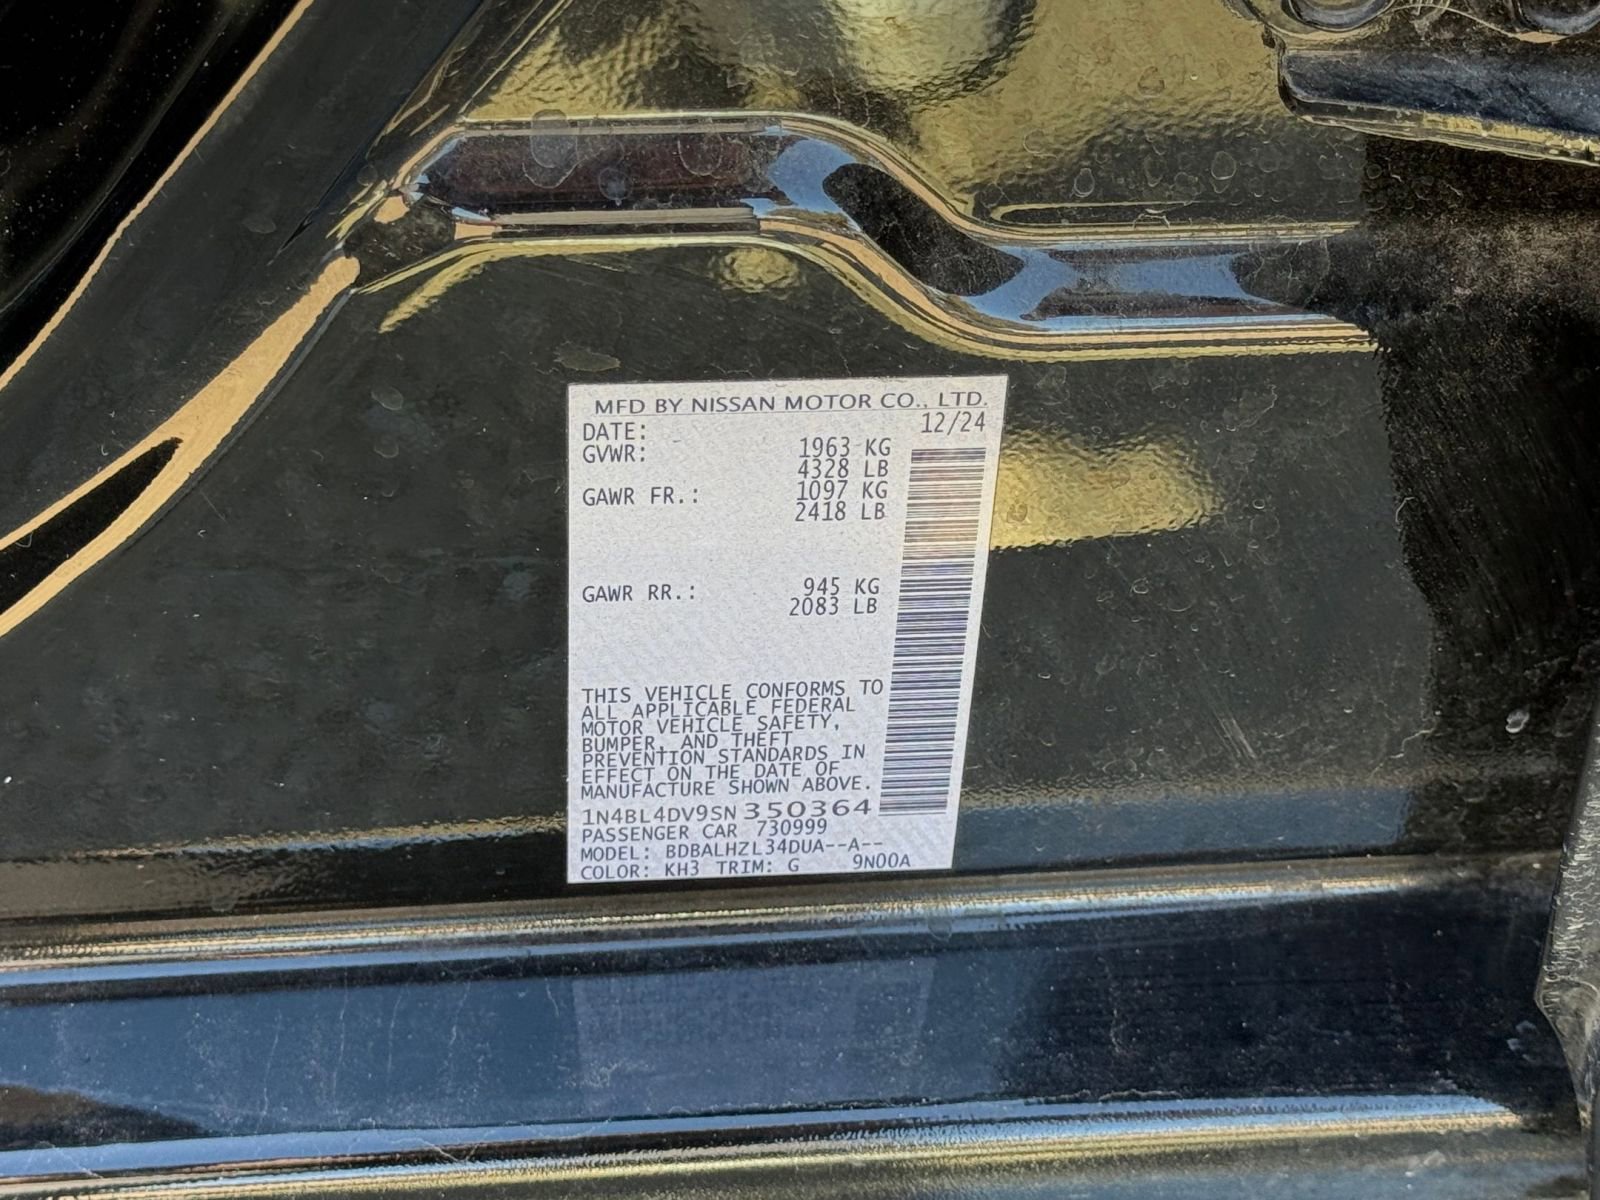 MFD BY NISSAN MOTOR CO., LTD.
DATE: 12/24
GVWR: 1963 KG
4328 LB
GAWR FR.: 1097 KG
2418 LB
GAWR RR.: 945 KG
2083 LB
THIS VEHICLE CONFORMS TO
ALL APPLICABLE FEDERAL
MOTOR VEHICLE SAFETY,
BUMPER, AND THEFT
PREVENTION STANDARDS IN
EFFECT ON THE DATE OF
MANUFACTURE SHOWN ABOVE.
1N4BL4DV9SN350364
PASSENGER CAR 730999
MODEL: BDBALHZL34DUA--A--
COLOR: KH3 TRIM: G 9N00A